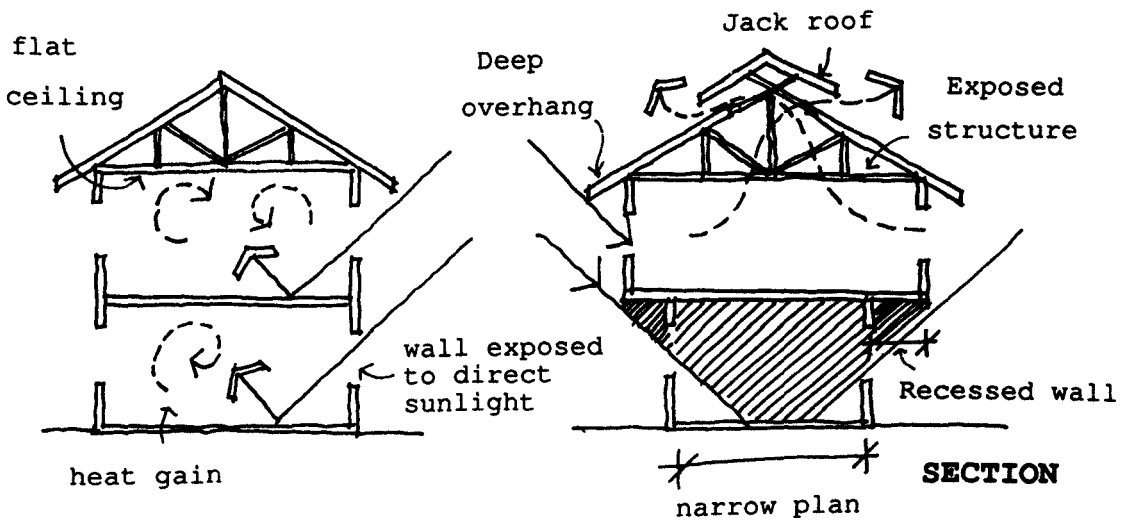 flat
ceiling
wall exposed
to direct
sunlight
heat gain
Deep
overhang
Jack roof
Exposed
structure
Recessed wall
narrow plan
SECTION